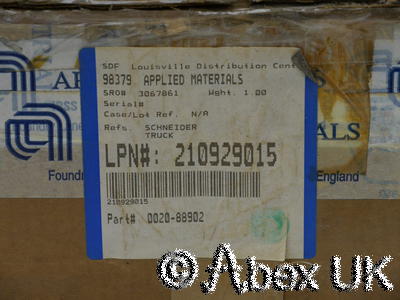 SDF Louisville Distribution Cent
98379 APPLIED MATERIALS
SRO# 3067861 Wght. 1.00
Serial#
Case/Lot Ref. N/A
Refs. SCHNEIDER
TRUCK
LPN#: 210929015
210929015
Part# 0020-88902
ALS
Found
England
© Abex UK